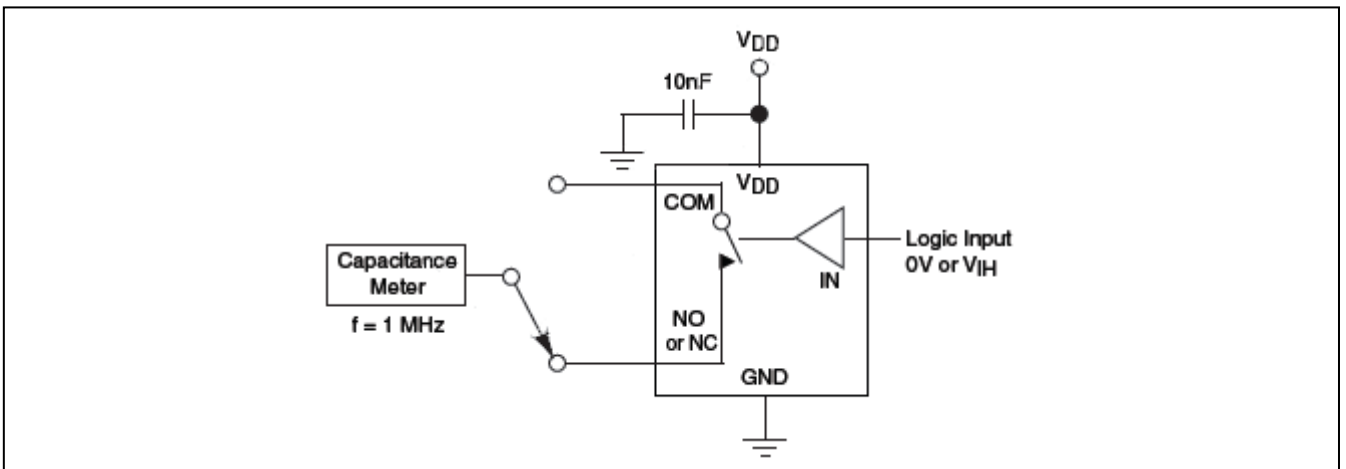 VDD
10nF
VDD
COM
Logic Input
0V or VIH
IN
Capacitance
Meter
f = 1 MHz
NO
or NC
GND